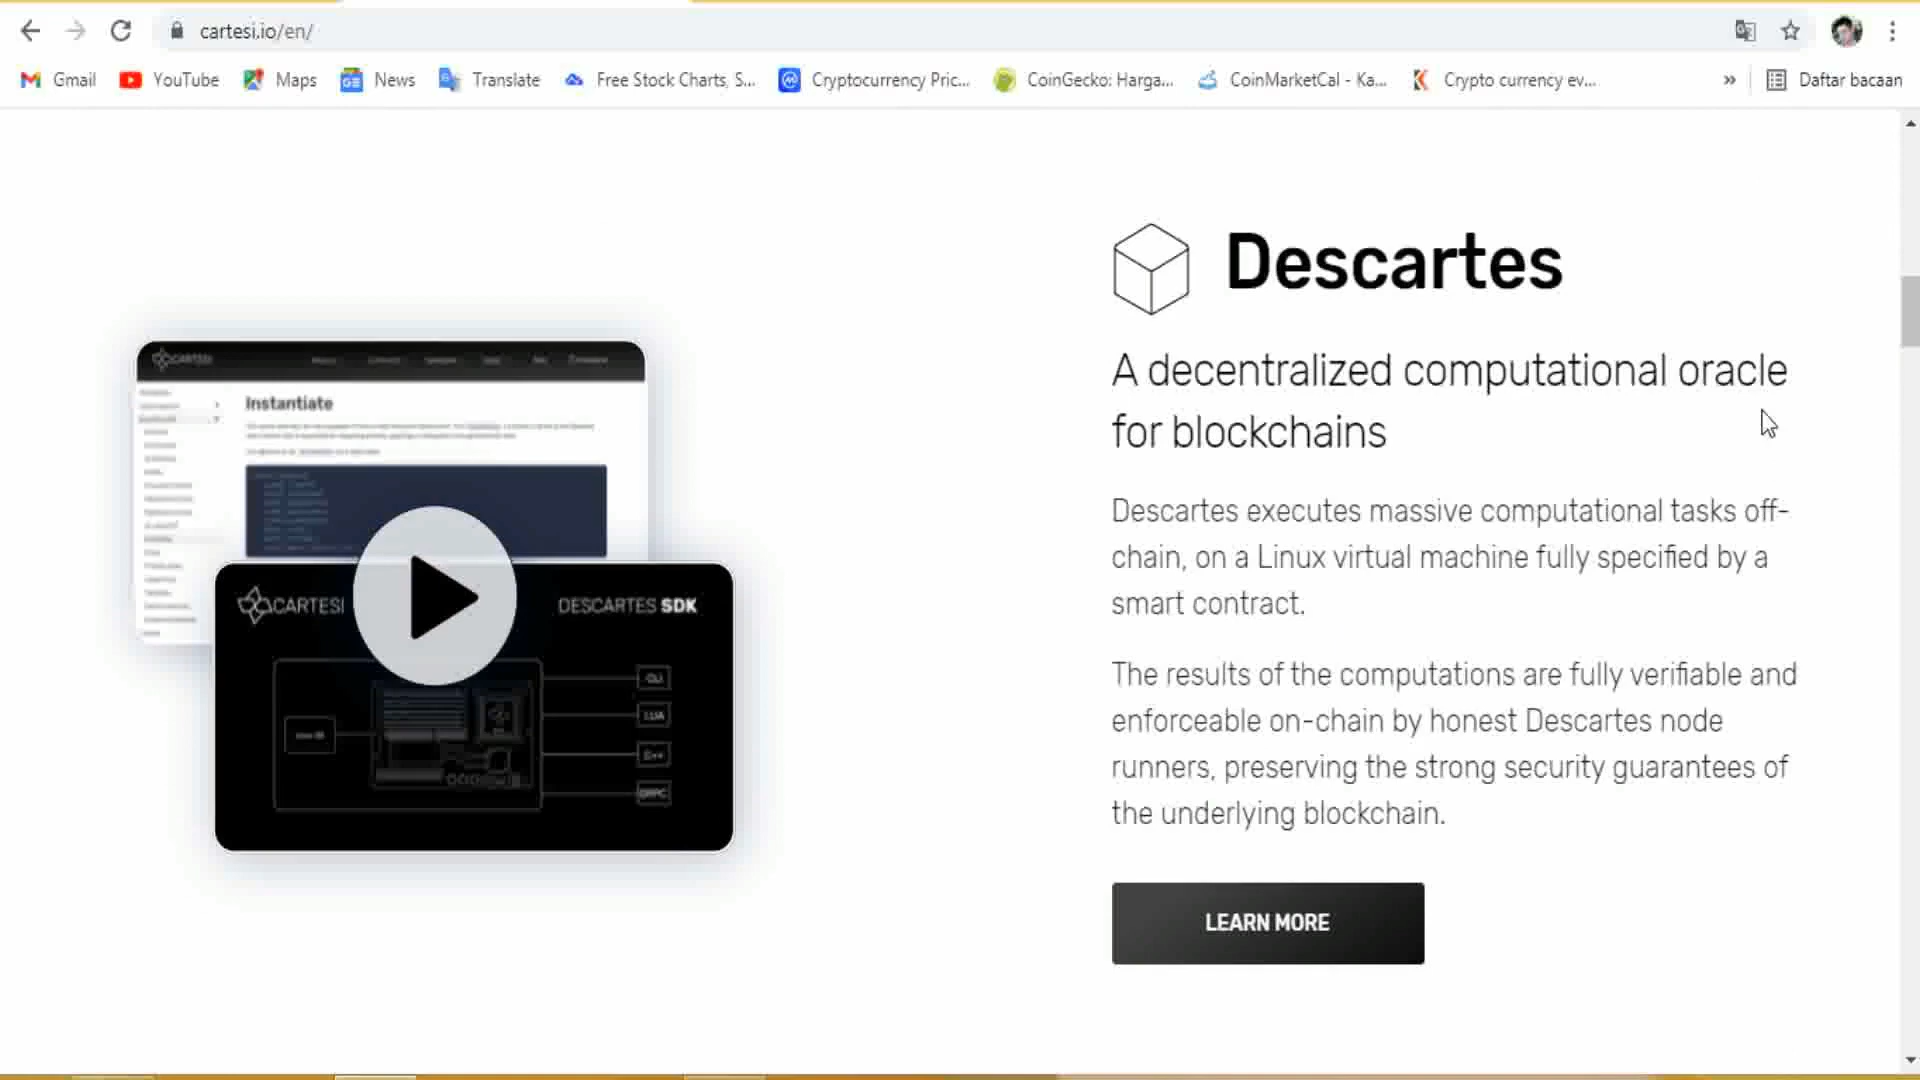 cartesi.io/en/
Gmail YouTube Maps News Translate Free Stock Charts, S... Cryptocurrency Pric... CoinGecko: Harga... CoinMarketCal - Ka... Crypto currency ev... » Daftar bacaan
Descartes
A decentralized computational oracle
for blockchains
Descartes executes massive computational tasks off-
chain, on a Linux virtual machine fully specified by a
smart contract.
The results of the computations are fully verifiable and
enforceable on-chain by honest Descartes node
runners, preserving the strong security guarantees of
the underlying blockchain.
LEARN MORE
CARTESI
Instantiate
CARTESI DESCARTES SDK
CLI
LUA
C++
GRPC